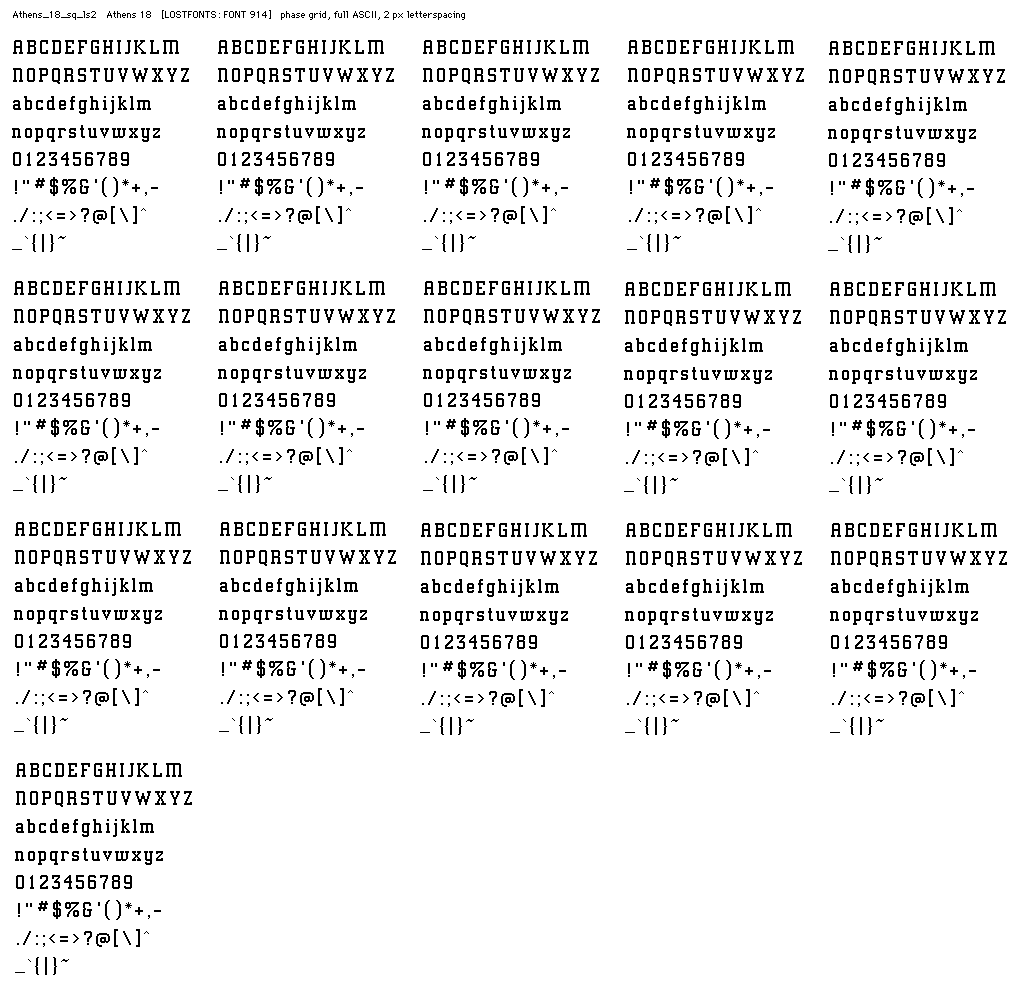 Athens_18_sq_ls2 Athens 18 [LOSTFONTS: FONT 914] phase grid, full ASCII, 2 px letterspacing
ABCDEFGHIJKLM ABCDEFGHIJKLM ABCDEFGHIJKLM ABCDEFGHIJKLM ABCDEFGHIJKLM
NOPQRSTUVWXYZ NOPQRSTUVWXYZ NOPQRSTUVWXYZ NOPQRSTUVWXYZ NOPQRSTUVWXYZ
abcdefghijklm abcdefghijklm abcdefghijklm abcdefghijklm abcdefghijklm
nopqrstuvwxyz nopqrstuvwxyz nopqrstuvwxyz nopqrstuvwxyz nopqrstuvwxyz
0123456789 0123456789 0123456789 0123456789 0123456789
!"#$%&'()*+,- !"#$%&'()*+,- !"#$%&'()*+,- !"#$%&'()*+,- !"#$%&'()*+,-
./:;<=>?@[\]^ ./:;<=>?@[\]^ ./:;<=>?@[\]^ ./:;<=>?@[\]^ ./:;<=>?@[\]^
_`{|}~ _`{|}~ _`{|}~ _`{|}~ _`{|}~
ABCDEFGHIJKLM ABCDEFGHIJKLM ABCDEFGHIJKLM ABCDEFGHIJKLM ABCDEFGHIJKLM
NOPQRSTUVWXYZ NOPQRSTUVWXYZ NOPQRSTUVWXYZ NOPQRSTUVWXYZ NOPQRSTUVWXYZ
abcdefghijklm abcdefghijklm abcdefghijklm abcdefghijklm abcdefghijklm
nopqrstuvwxyz nopqrstuvwxyz nopqrstuvwxyz nopqrstuvwxyz nopqrstuvwxyz
0123456789 0123456789 0123456789 0123456789 0123456789
!"#$%&'()*+,- !"#$%&'()*+,- !"#$%&'()*+,- !"#$%&'()*+,- !"#$%&'()*+,-
./:;<=>?@[\]^ ./:;<=>?@[\]^ ./:;<=>?@[\]^ ./:;<=>?@[\]^ ./:;<=>?@[\]^
_`{|}~ _`{|}~ _`{|}~ _`{|}~ _`{|}~
ABCDEFGHIJKLM ABCDEFGHIJKLM ABCDEFGHIJKLM ABCDEFGHIJKLM ABCDEFGHIJKLM
NOPQRSTUVWXYZ NOPQRSTUVWXYZ NOPQRSTUVWXYZ NOPQRSTUVWXYZ NOPQRSTUVWXYZ
abcdefghijklm abcdefghijklm abcdefghijklm abcdefghijklm abcdefghijklm
nopqrstuvwxyz nopqrstuvwxyz nopqrstuvwxyz nopqrstuvwxyz nopqrstuvwxyz
0123456789 0123456789 0123456789 0123456789 0123456789
!"#$%&'()*+,- !"#$%&'()*+,- !"#$%&'()*+,- !"#$%&'()*+,- !"#$%&'()*+,-
./:;<=>?@[\]^ ./:;<=>?@[\]^ ./:;<=>?@[\]^ ./:;<=>?@[\]^ ./:;<=>?@[\]^
_`{|}~ _`{|}~ _`{|}~ _`{|}~ _`{|}~
ABCDEFGHIJKLM
NOPQRSTUVWXYZ
abcdefghijklm
nopqrstuvwxyz
0123456789
!"#$%&'()*+,-
./:;<=>?@[\]^
_`{|}~